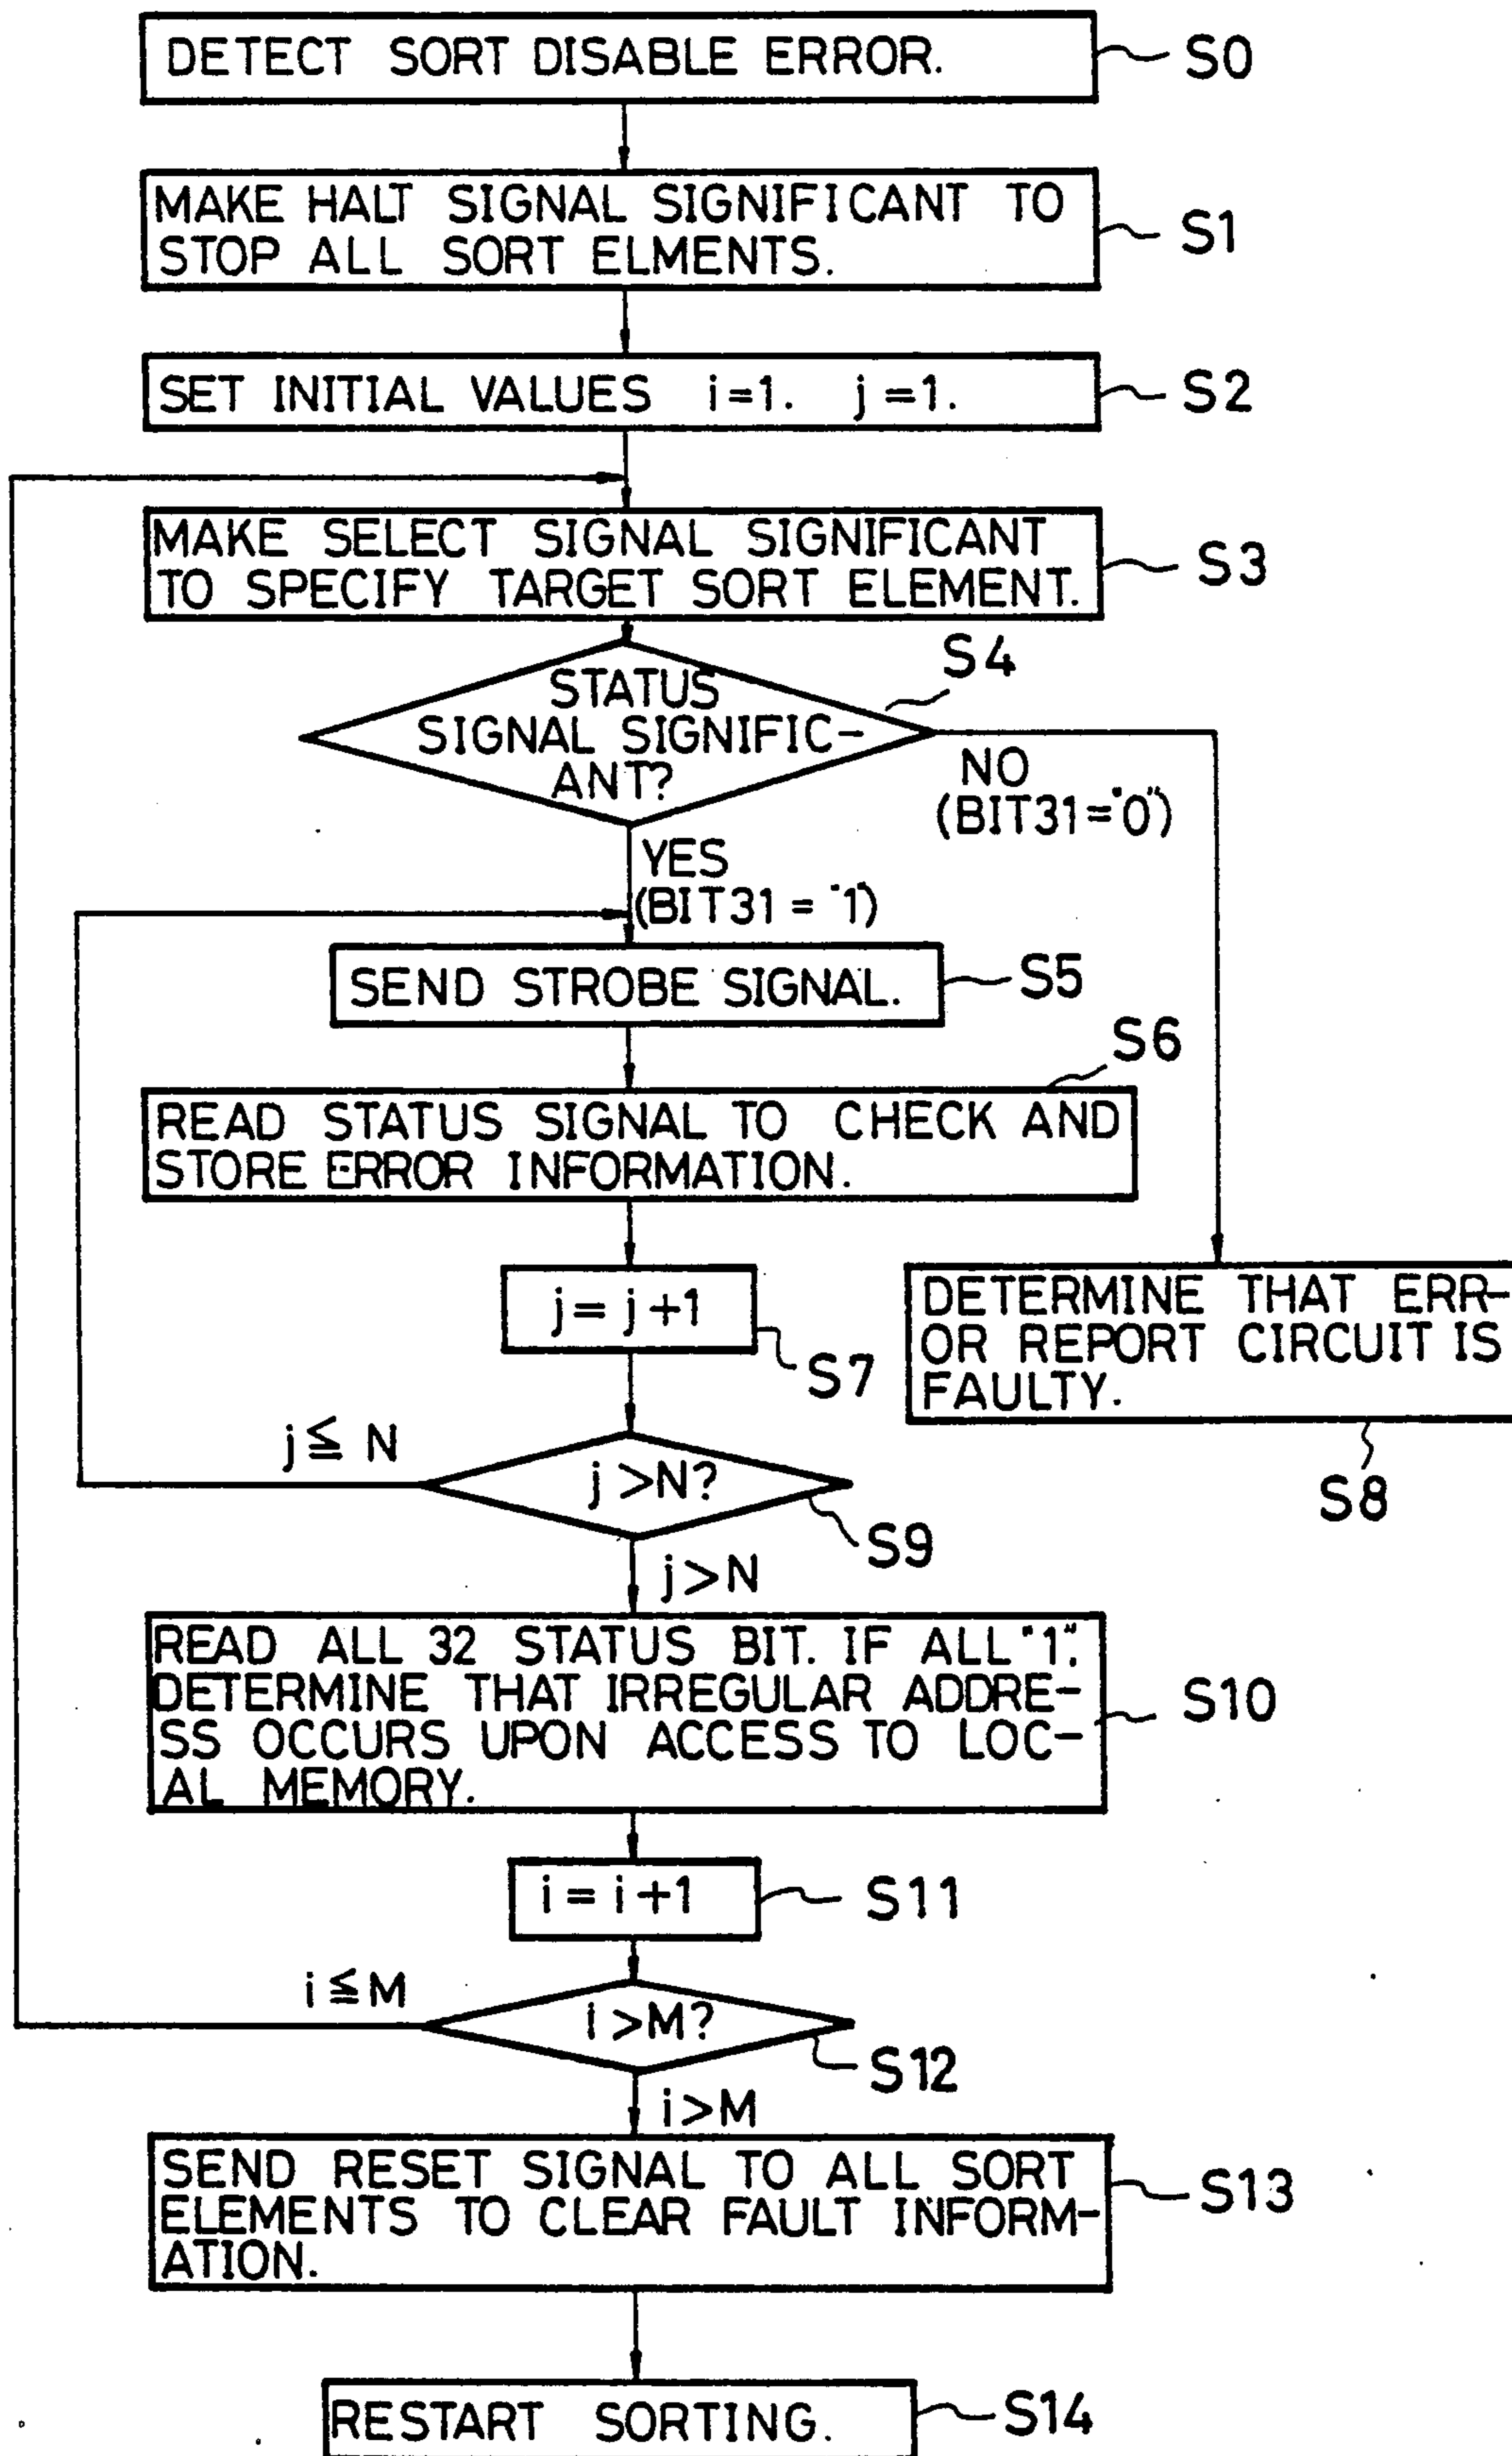 DETECT SORT DISABLE ERROR.
S0
MAKE HALT SIGNAL SIGNIFICANT TO
STOP ALL SORT ELMENTS.
S1
SET INITIAL VALUES i=1. j=1.
S2
MAKE SELECT SIGNAL SIGNIFICANT
TO SPECIFY TARGET SORT ELEMENT.
S3
S4
STATUS
SIGNAL SIGNIFIC-
ANT?
NO
(BIT31="0")
YES
(BIT31="1")
SEND STROBE SIGNAL.
S5
S6
READ STATUS SIGNAL TO CHECK AND
STORE ERROR INFORMATION.
j=j+1
S7
DETERMINE THAT ERR-
OR REPORT CIRCUIT IS
FAULTY.
S8
j≦N
j>N?
S9
j>N
READ ALL 32 STATUS BIT. IF ALL "1".
DETERMINE THAT IRREGULAR ADDRE-
SS OCCURS UPON ACCESS TO LOC-
AL MEMORY.
S10
i=i+1
S11
i≦M
i>M?
S12
i>M
SEND RESET SIGNAL TO ALL SORT
ELEMENTS TO CLEAR FAULT INFORM-
ATION.
S13
RESTART SORTING.
S14